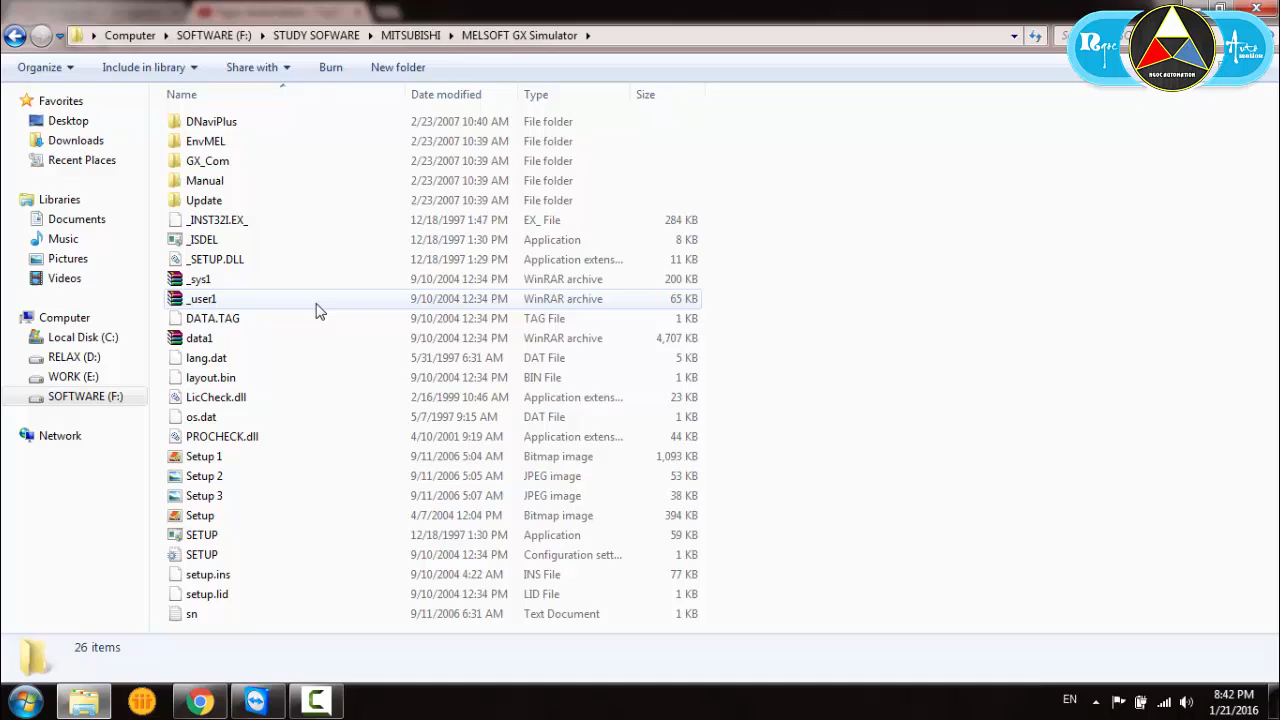 Computer ▸ SOFTWARE (F:) ▸ STUDY SOFWARE ▸ MITSUBISHI ▸ MELSOFT GX Simulator ▸
Ngọc
Auto
mation
NGOC AUTOMATION
Organize Include in library Share with Burn New folder
Name Date modified Type Size
Favorites
Desktop
Downloads
Recent Places
Libraries
Documents
Music
Pictures
Videos
Computer
Local Disk (C:)
RELAX (D:)
WORK (E:)
SOFTWARE (F:)
Network
DNaviPlus 2/23/2007 10:40 AM File folder
EnvMEL 2/23/2007 10:39 AM File folder
GX_Com 2/23/2007 10:39 AM File folder
Manual 2/23/2007 10:39 AM File folder
Update 2/23/2007 10:39 AM File folder
_INST32I.EX_ 12/18/1997 1:47 PM EX_ File 284 KB
_ISDEL 12/18/1997 1:30 PM Application 8 KB
_SETUP.DLL 12/18/1997 1:29 PM Application extens... 11 KB
_sys1 9/10/2004 12:34 PM WinRAR archive 200 KB
_user1 9/10/2004 12:34 PM WinRAR archive 65 KB
DATA.TAG 9/10/2004 12:34 PM TAG File 1 KB
data1 9/10/2004 12:34 PM WinRAR archive 4,707 KB
lang.dat 5/31/1997 6:31 AM DAT File 5 KB
layout.bin 9/10/2004 12:34 PM BIN File 1 KB
LicCheck.dll 2/16/1999 10:46 AM Application extens... 23 KB
os.dat 5/7/1997 9:15 AM DAT File 1 KB
PROCHECK.dll 4/10/2001 9:19 AM Application extens... 44 KB
Setup 1 9/11/2006 5:04 AM Bitmap image 1,093 KB
Setup 2 9/11/2006 5:05 AM JPEG image 53 KB
Setup 3 9/11/2006 5:07 AM JPEG image 38 KB
Setup 4/7/2004 12:04 PM Bitmap image 394 KB
SETUP 12/18/1997 1:30 PM Application 59 KB
SETUP 9/10/2004 12:34 PM Configuration sett... 1 KB
setup.ins 9/10/2004 4:22 AM INS File 77 KB
setup.lid 9/10/2004 12:34 PM LID File 1 KB
sn 9/11/2006 6:31 AM Text Document 1 KB
26 items
EN
8:42 PM
1/21/2016